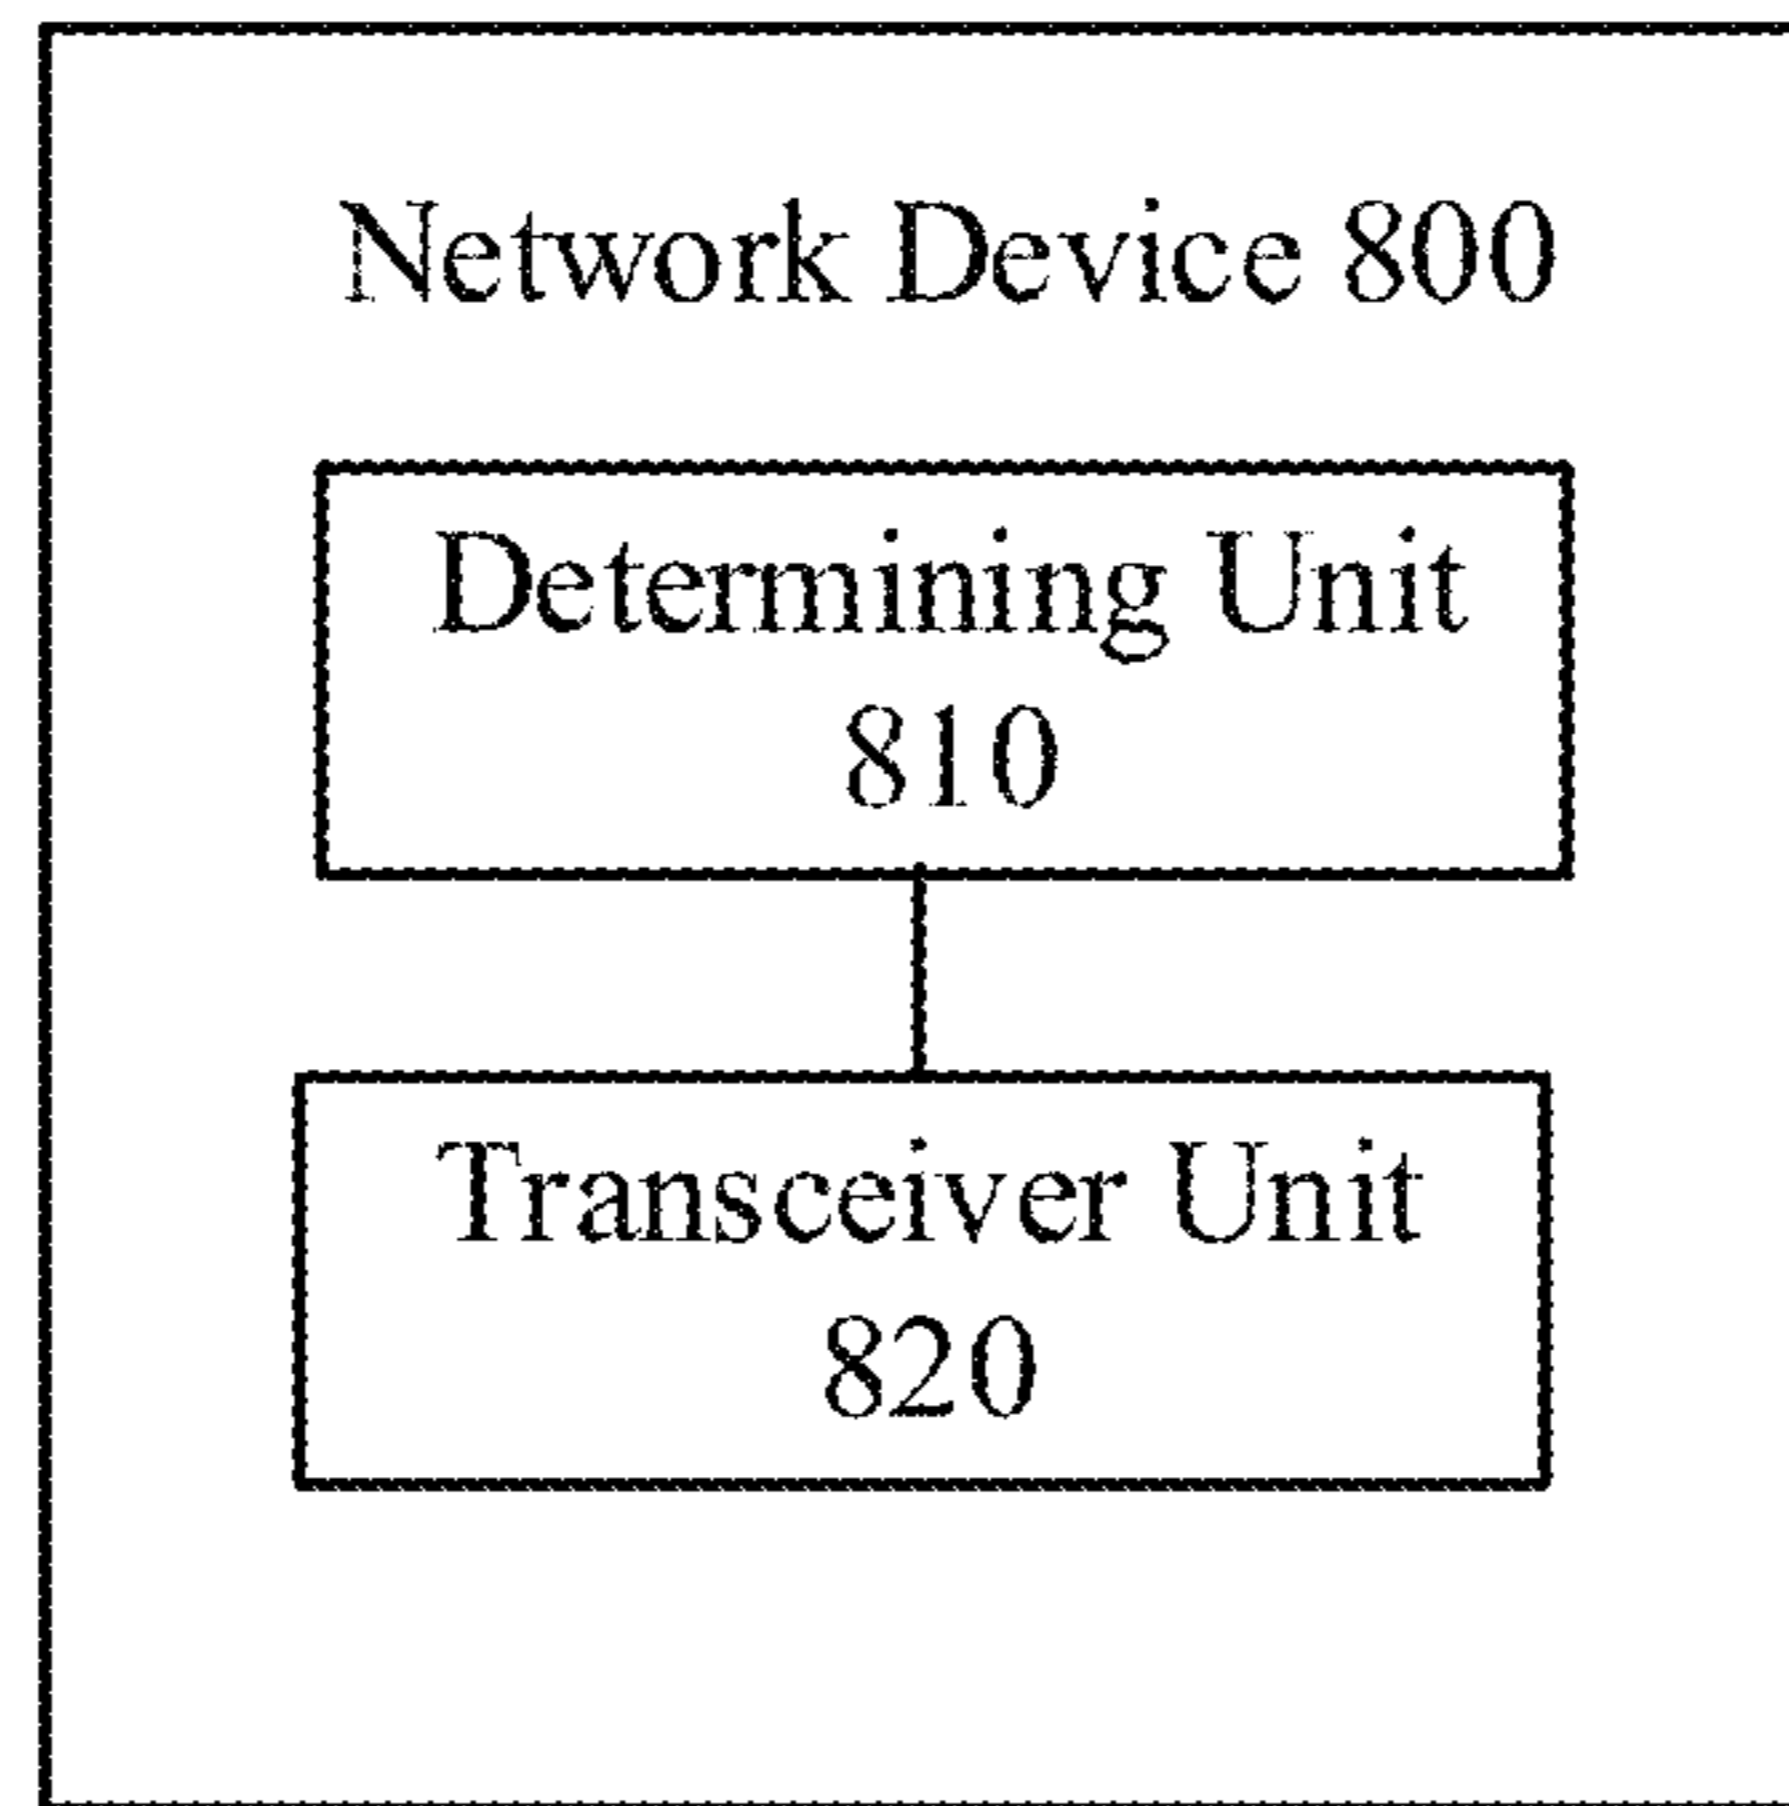 Network Device 800
Determining Unit
810
Transceiver Unit
820